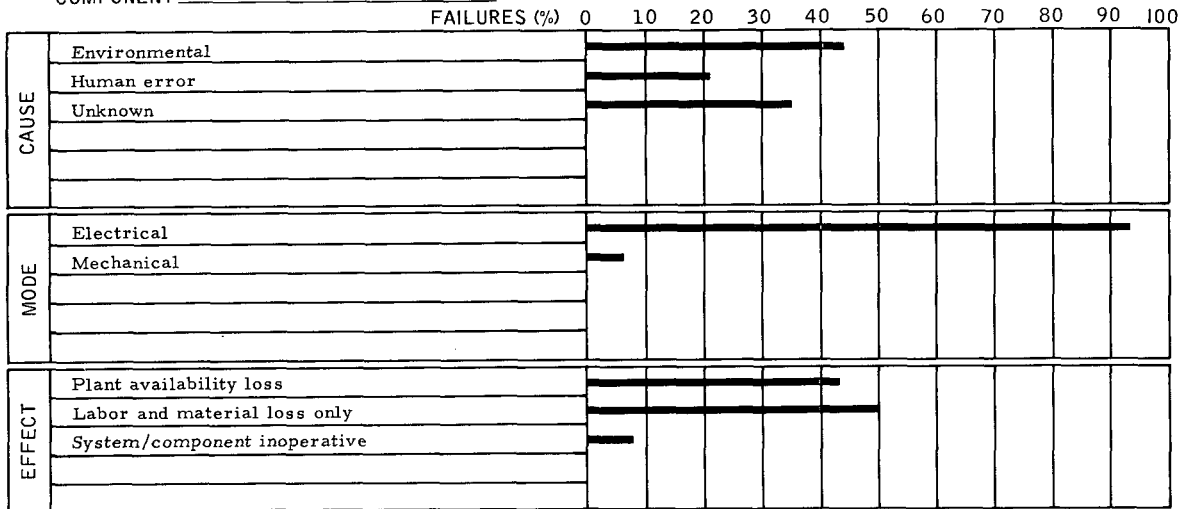 COMPONENT
FAILURES (%) 0 10 20 30 40 50 60 70 80 90 100
CAUSE
Environmental
Human error
Unknown
MODE
Electrical
Mechanical
EFFECT
Plant availability loss
Labor and material loss only
System/component inoperative